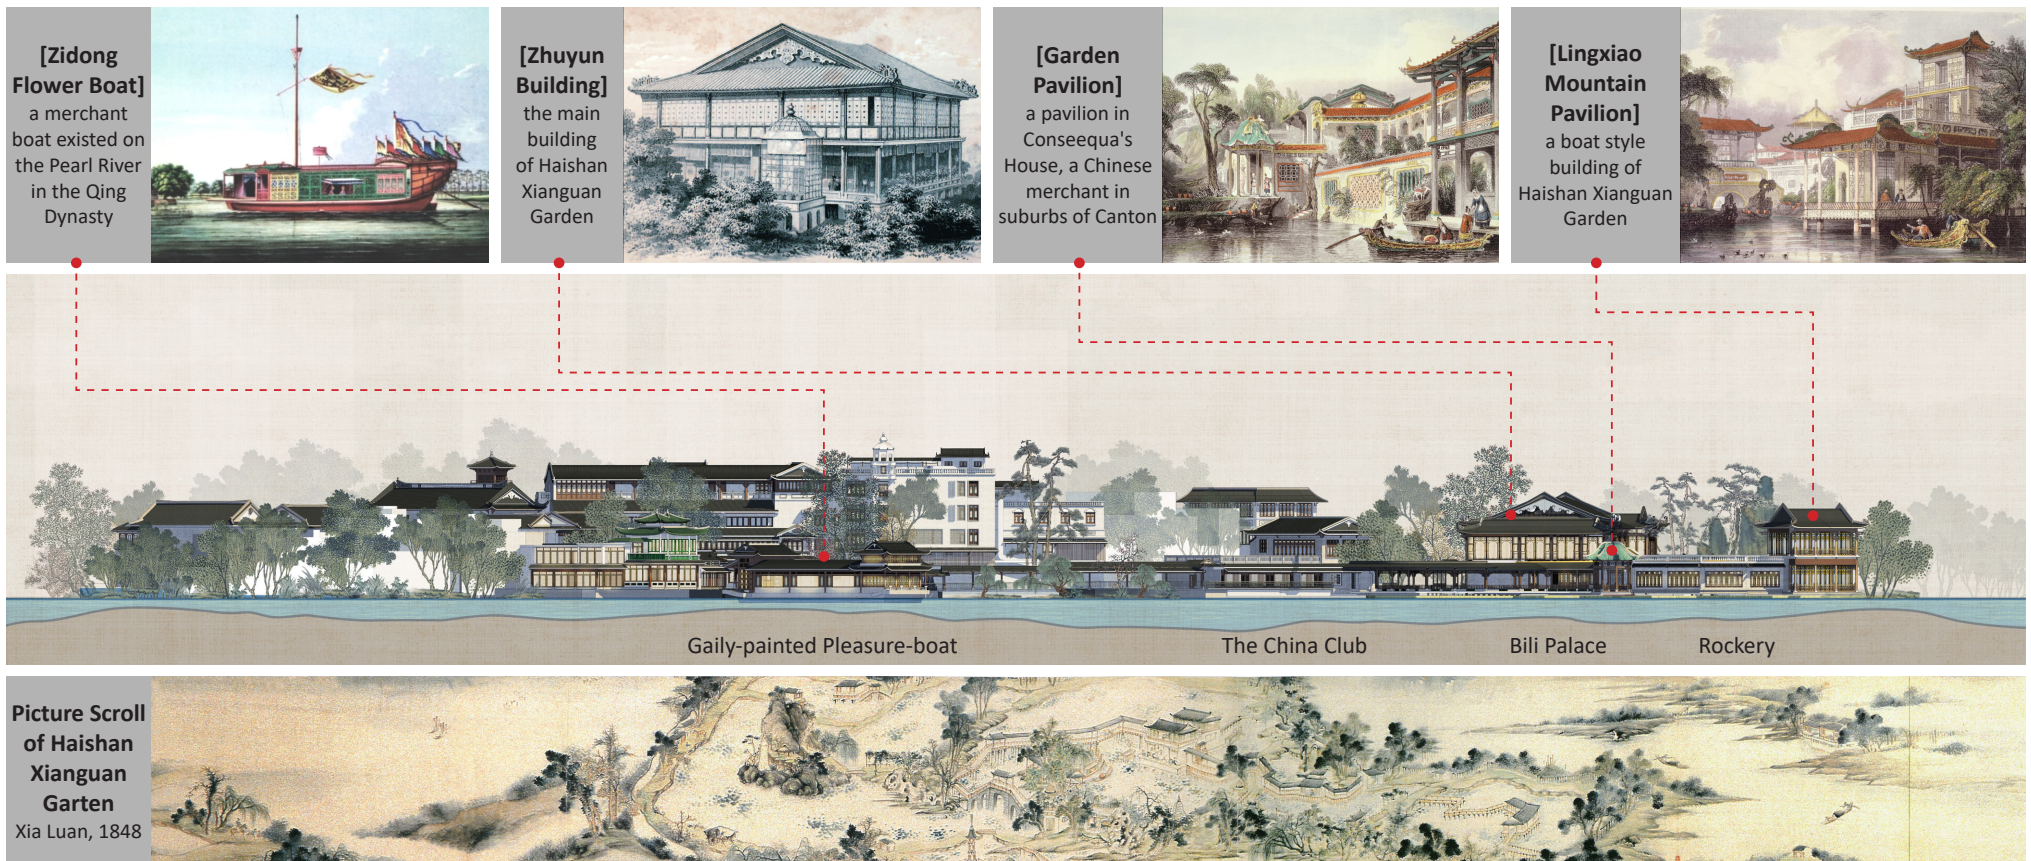 [Zidong
Flower Boat]
a merchant
boat existed on
the Pearl River
in the Qing
Dynasty
[Zhuyun
Building]
the main
building
of Haishan
Xianguan
Garden
[Garden
Pavilion]
a pavilion in
Conseequa's
House, a Chinese
merchant in
suburbs of Canton
[Lingxiao
Mountain
Pavilion]
a boat style
building of
Haishan Xianguan
Garden
Gaily-painted Pleasure-boat
The China Club
Bili Palace
Rockery
Picture Scroll
of Haishan
Xianguan
Garten
Xia Luan, 1848